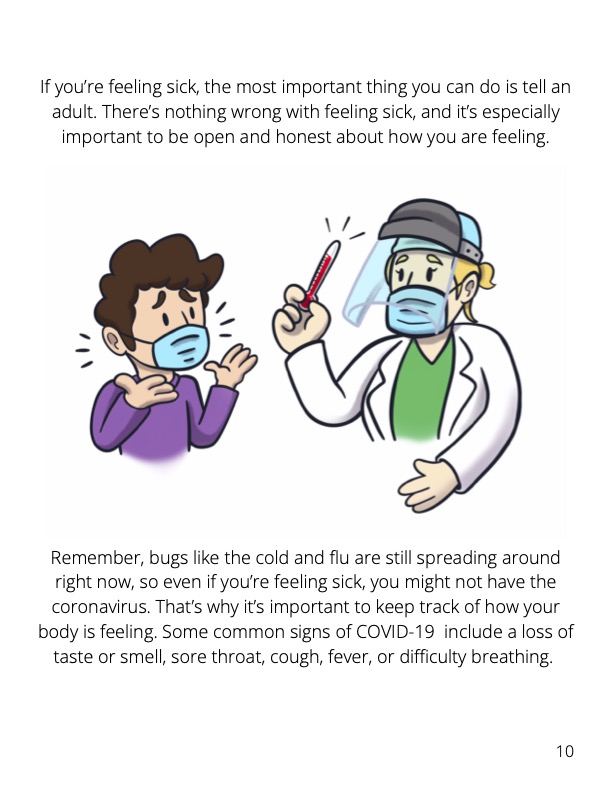 If you’re feeling sick, the most important thing you can do is tell an
adult. There’s nothing wrong with feeling sick, and it’s especially
important to be open and honest about how you are feeling.
Remember, bugs like the cold and flu are still spreading around
right now, so even if you’re feeling sick, you might not have the
coronavirus. That’s why it’s important to keep track of how your
body is feeling. Some common signs of COVID-19  include a loss of
taste or smell, sore throat, cough, fever, or difficulty breathing.
10